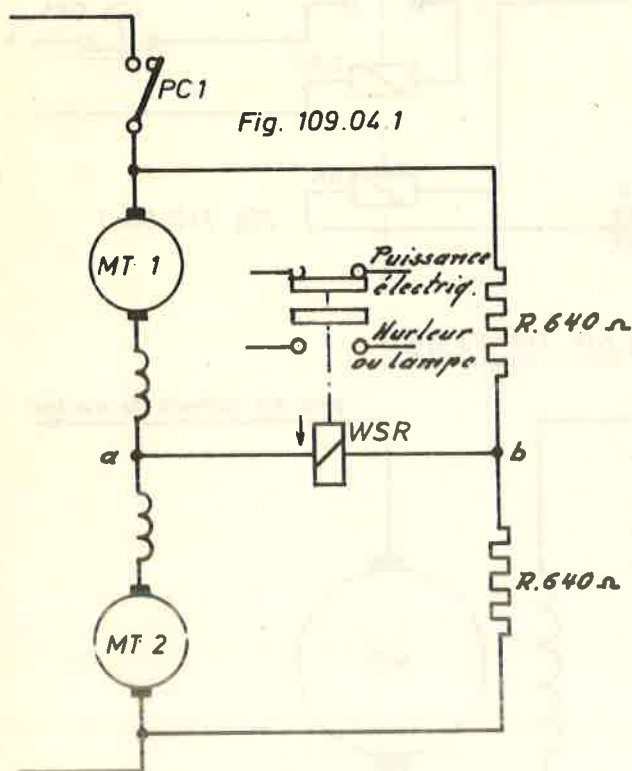 PC1
Fig. 109.04.1
MT 1
Puissance
électriq.
Hurleur
ou lampe
R.640 Ω
WSR
a
b
MT 2
R.640 Ω